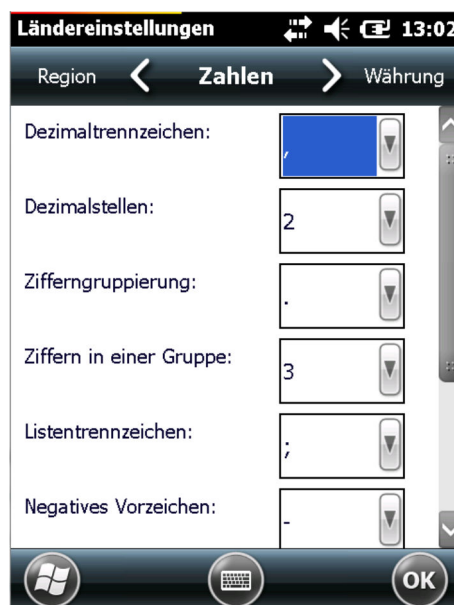 Ländereinstellungen 13:02
Region Zahlen Währung
Dezimaltrennzeichen: ,
Dezimalstellen: 2
Zifferngruppierung: .
Ziffern in einer Gruppe: 3
Listentrennzeichen: ;
Negatives Vorzeichen: -
OK